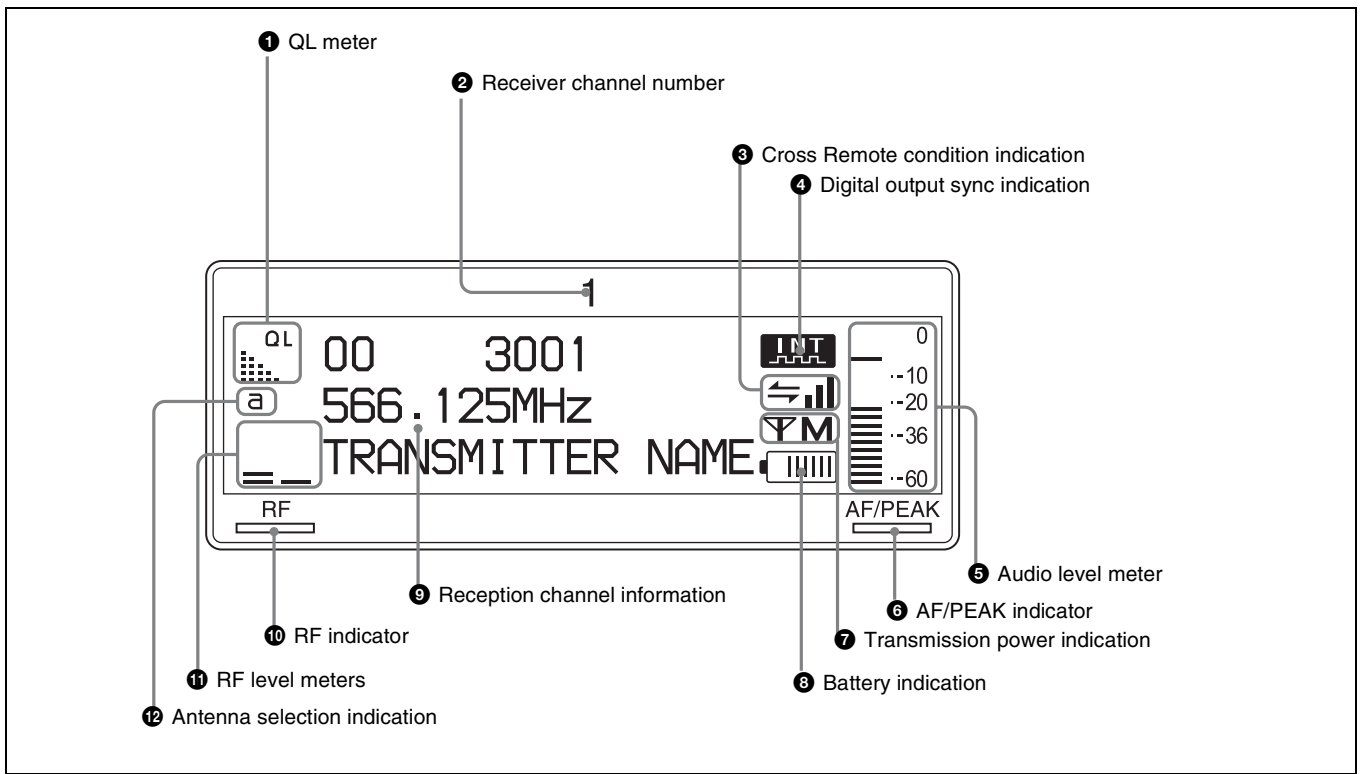 ❶ QL meter
❷ Receiver channel number
❸ Cross Remote condition indication
❹ Digital output sync indication
1
QL
00 3001
INT
0
-10
a
566.125MHz
-20
M
-36
TRANSMITTER NAME
-60
RF
AF/PEAK
❺ Audio level meter
❾ Reception channel information
❻ AF/PEAK indicator
❿ RF indicator
❼ Transmission power indication
⓫ RF level meters
❽ Battery indication
⓬ Antenna selection indication